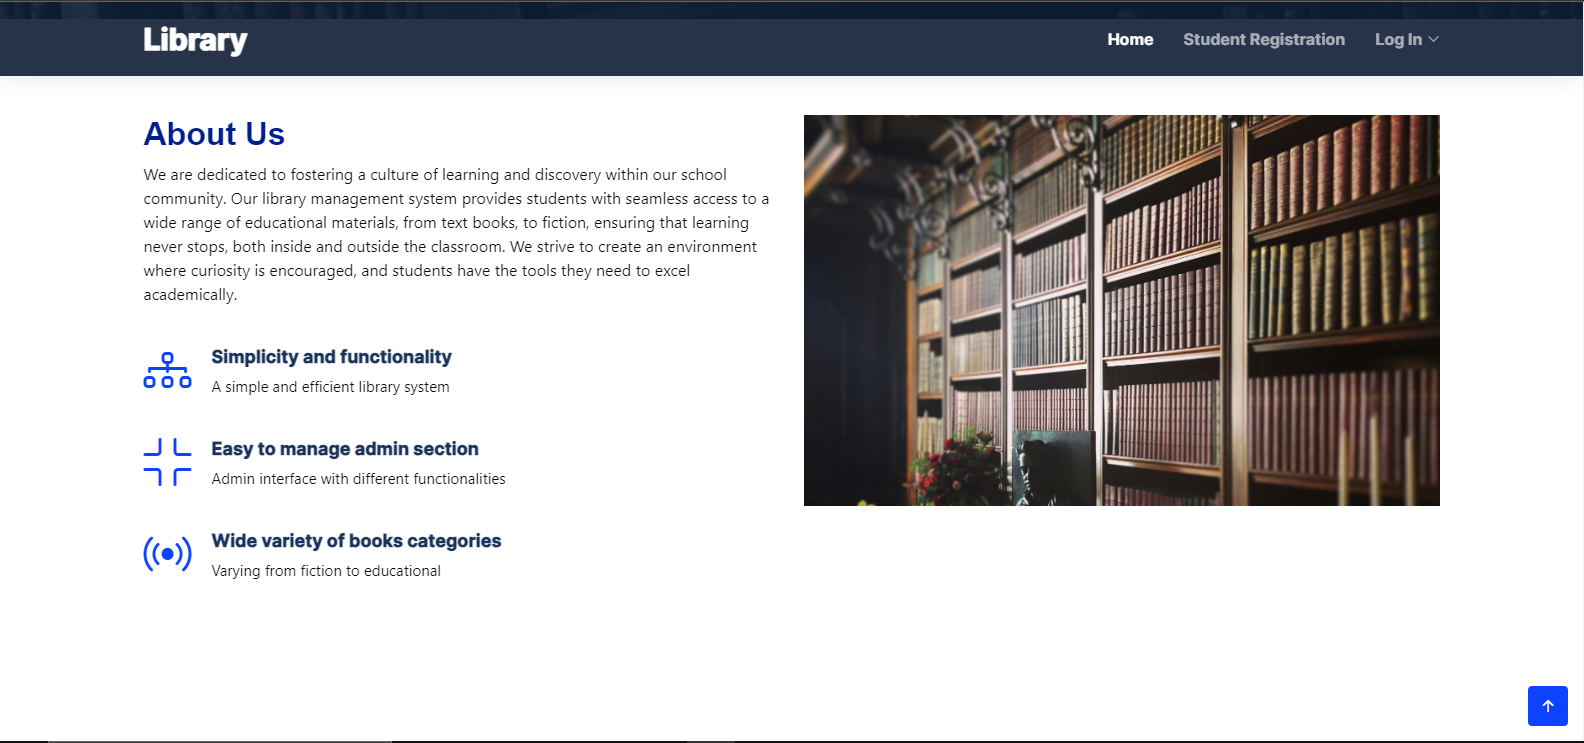 Library
Home Student Registration Log In
About Us
We are dedicated to fostering a culture of learning and discovery within our school
community. Our library management system provides students with seamless access to a
wide range of educational materials, from text books, to fiction, ensuring that learning
never stops, both inside and outside the classroom. We strive to create an environment
where curiosity is encouraged, and students have the tools they need to excel
academically.
Simplicity and functionality
A simple and efficient library system
Easy to manage admin section
Admin interface with different functionalities
Wide variety of books categories
Varying from fiction to educational